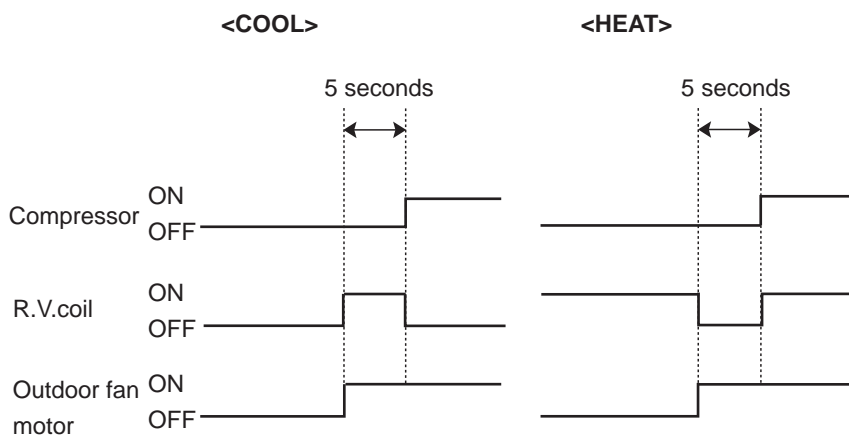 <COOL> <HEAT>
5 seconds 5 seconds
Compressor ON
OFF
R.V.coil ON
OFF
Outdoor fan motor ON
OFF